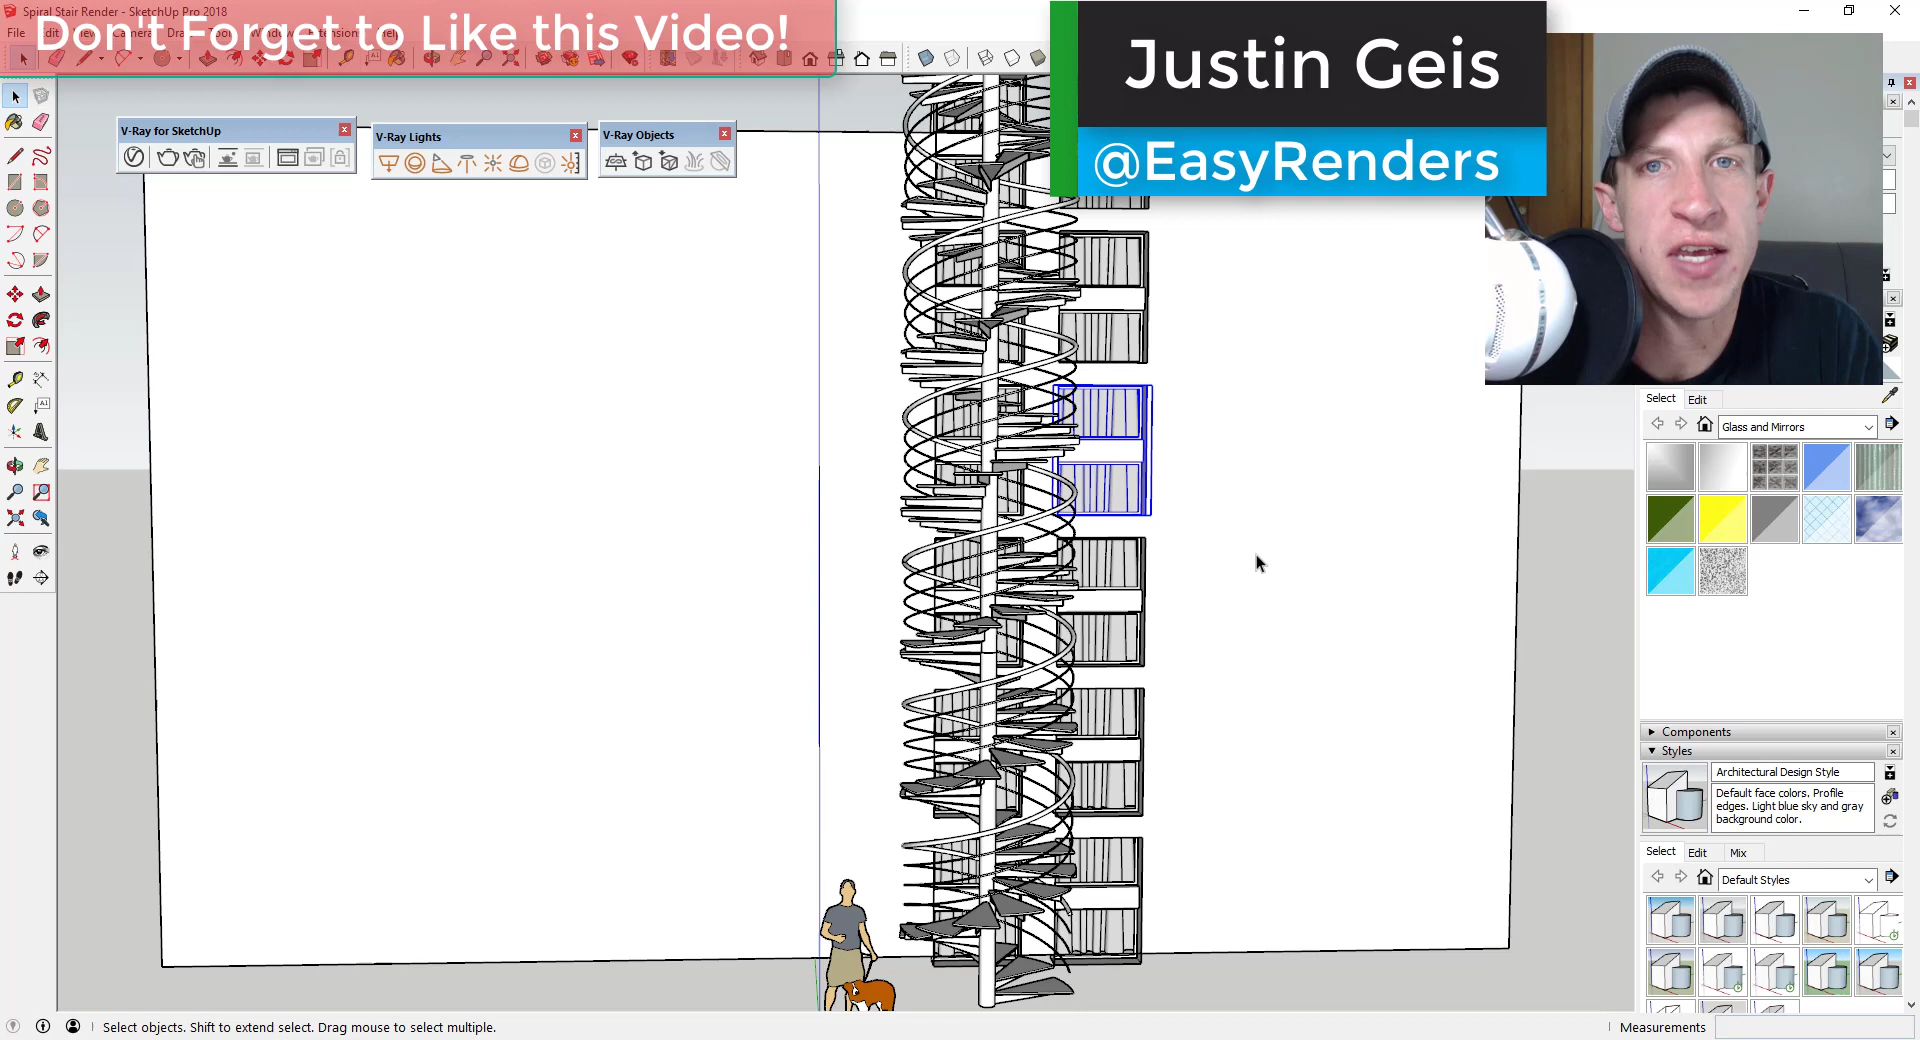 Spiral Stair Render - SketchUp Pro 2018
Don't Forget to Like this Video!
File
Justin Geis
@EasyRenders
V-Ray for SketchUp
V-Ray Lights
V-Ray Objects
Select Edit
Glass and Mirrors
Components
Styles
Architectural Design Style
Default face colors. Profile
edges. Light blue sky and gray
background color.
Select Edit Mix
Default Styles
Select objects. Shift to extend select. Drag mouse to select multiple.
Measurements